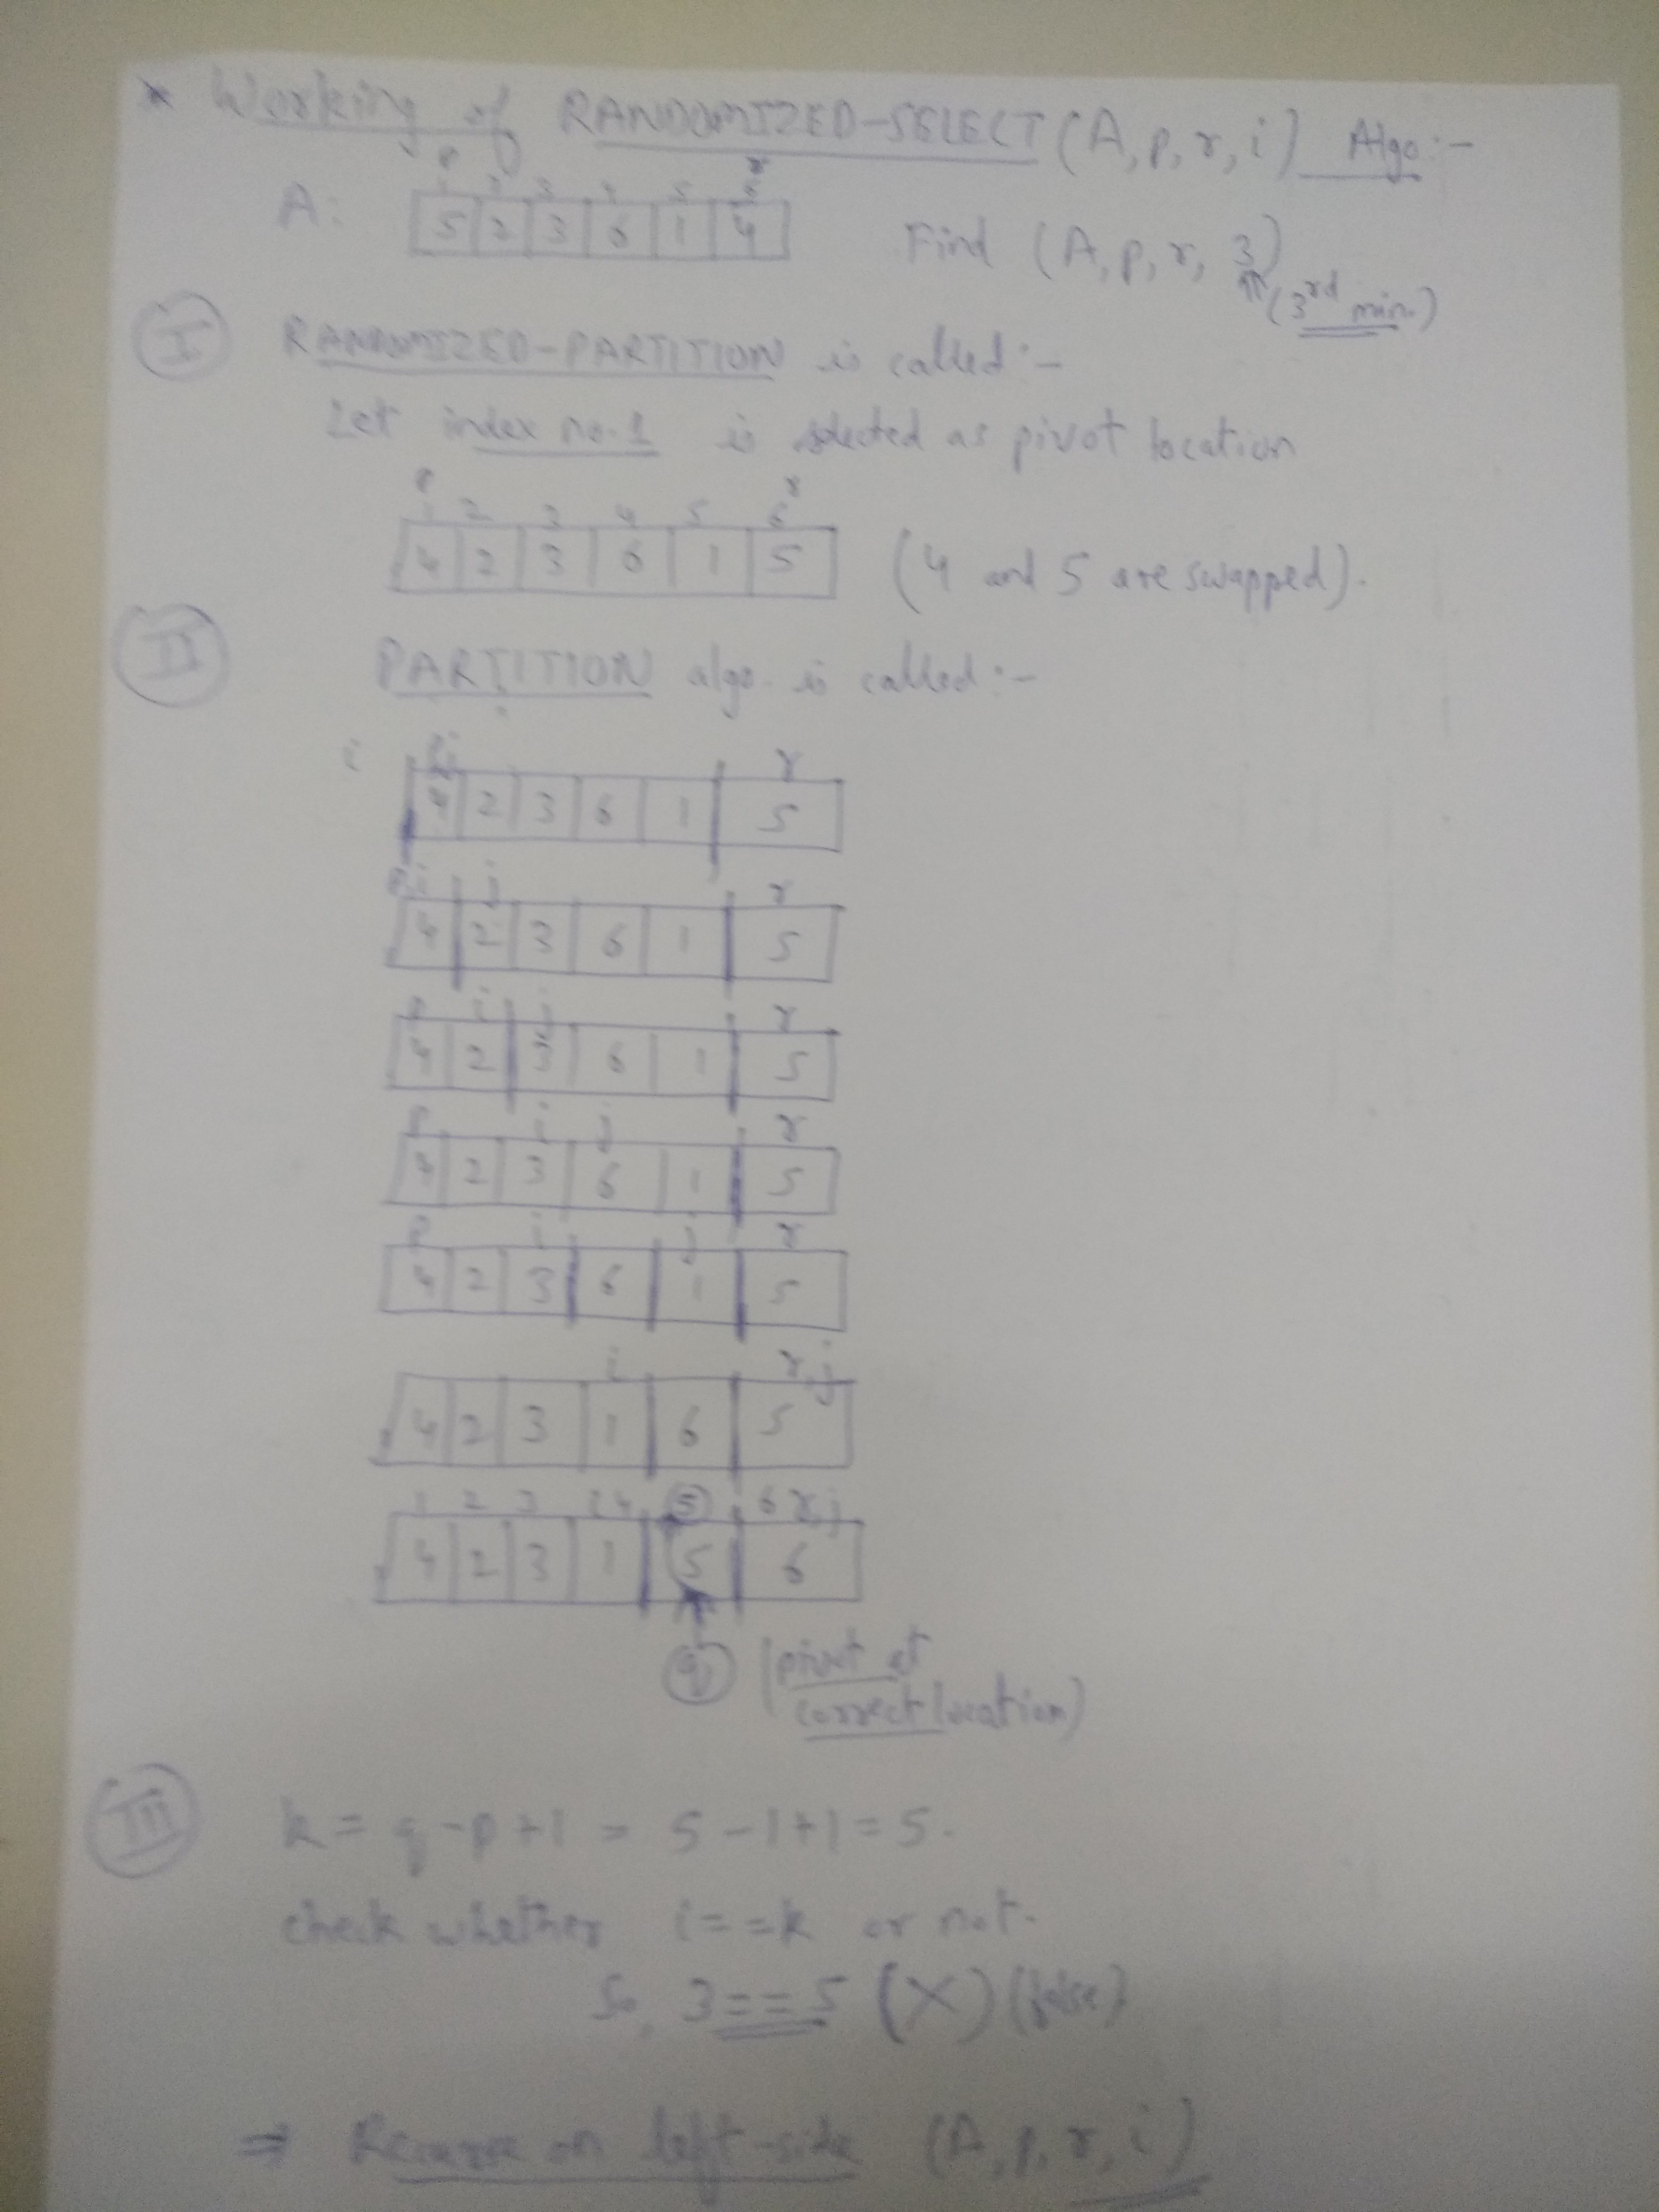 * Working of RANDOMIZED-SELECT (A, p, r, i) Algo:-
p r
1 2 3 4 5 6
A: 5 2 3 6 1 4 Find (A, p, r, 3)
⇑ (3rd min.)
I RANDOMIZED-PARTITION is called:-
Let index no. 1 is selected as pivot location
p r
1 2 3 4 5 6
4 2 3 6 1 5 (4 and 5 are swapped).
II PARTITION algo. is called:-
i p,j r
4 2 3 6 1 5
p,i j r
4 2 3 6 1 5
p i j r
4 2 3 6 1 5
p i j r
4 2 3 6 1 5
p i j r
4 2 3 6 1 5
i r,j
4 2 3 1 6 5
1 2 3 i 4 5 6 r,j
4 2 3 1 5 6
↑
q (pivot at
correct location)
III k = q-p+1 = 5-1+1 = 5.
check whether i==k or not.
So, 3==5 (X) (false)
⇒ Recurse on left-side (A, p, r, i)